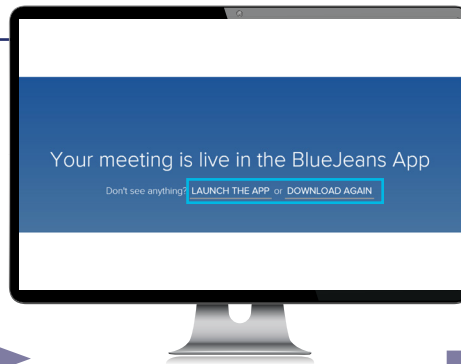 Your meeting is live in the BlueJeans App
Don't see anything? LAUNCH THE APP or DOWNLOAD AGAIN